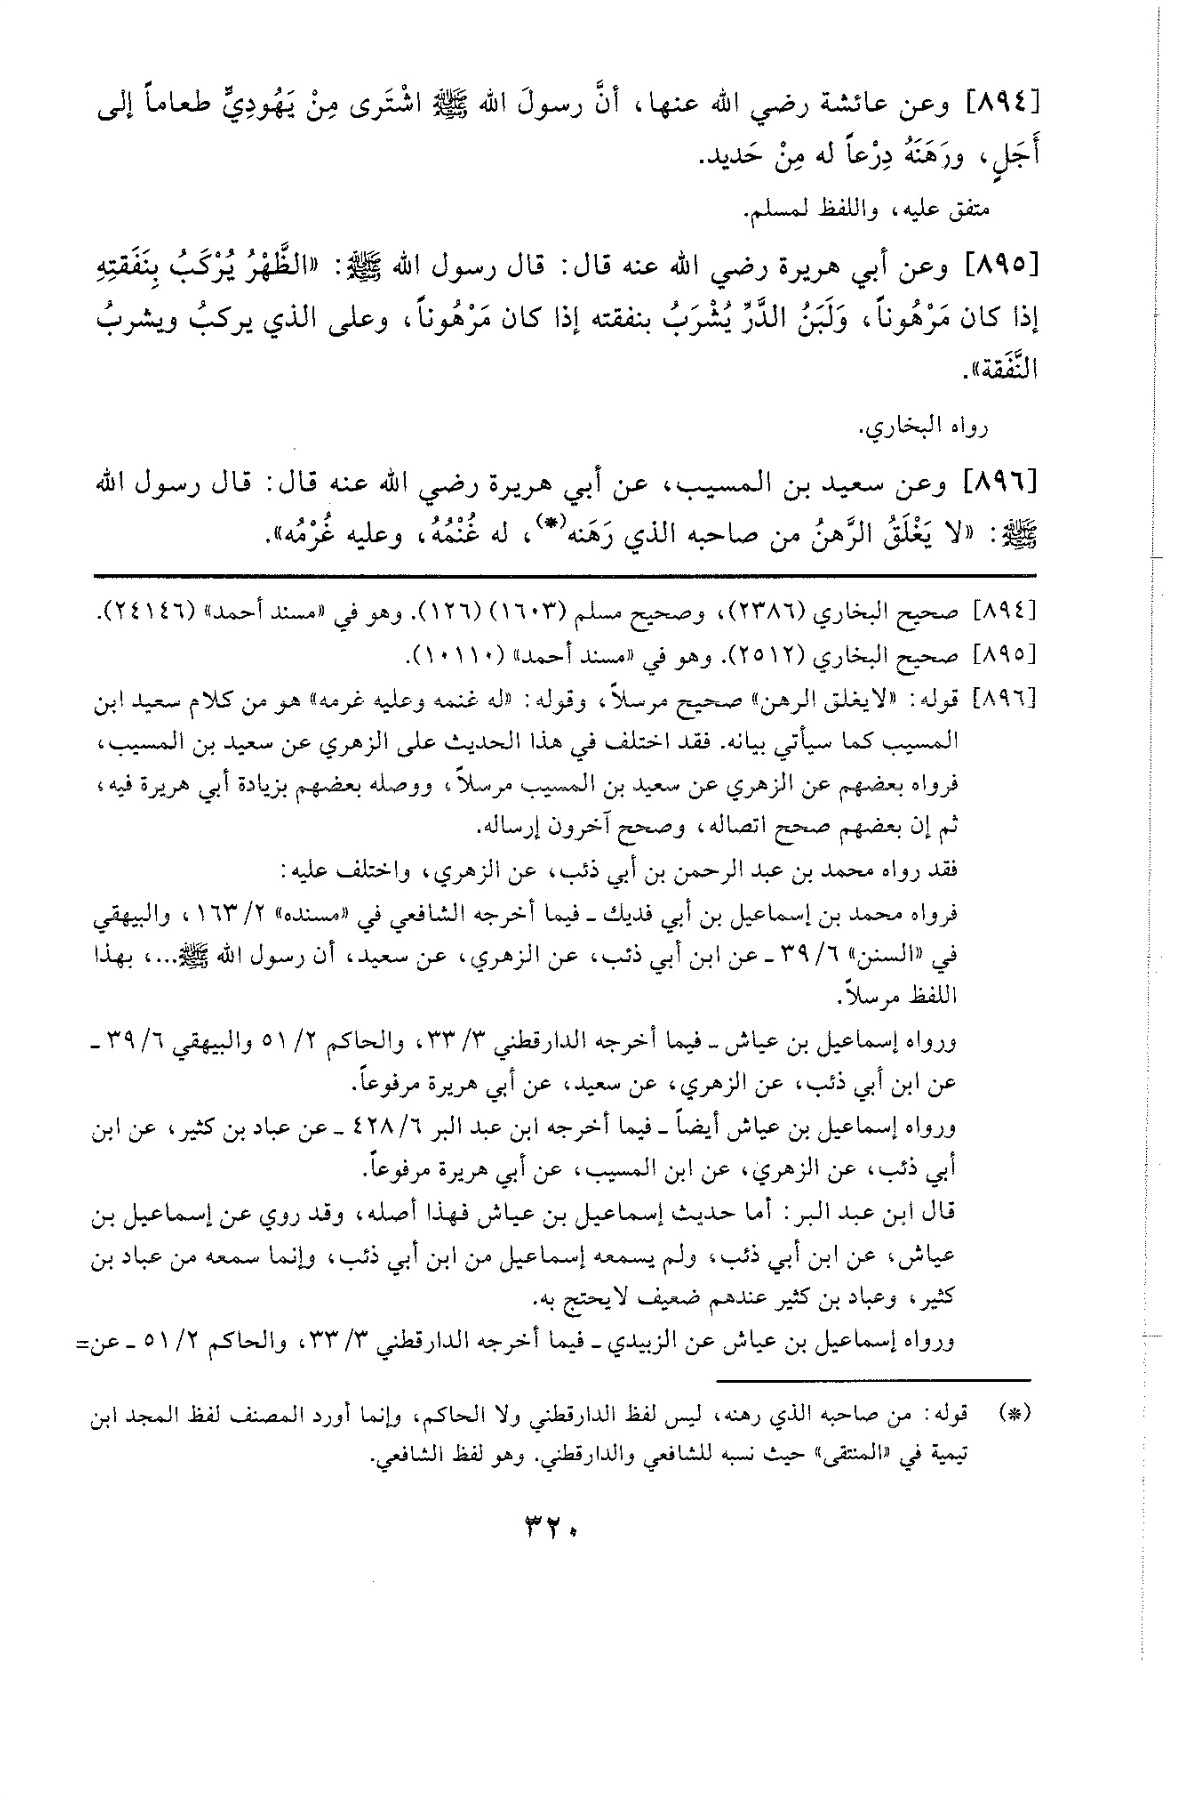 [٨٩٤] وعن عائشة رضي الله عنها، أنَّ رسولَ الله ﷺ اشْتَرى مِنْ يَهُودِيٍّ طعاماً إلى
أَجَلٍ، ورَهَنَهُ دِرْعاً له مِنْ حَديد.
متفق عليه، واللفظ لمسلم.
[٨٩٥] وعن أبي هريرة رضي الله عنه قال: قال رسول الله ﷺ: «الظَّهْرُ يُرْكَبُ بِنَفَقتِهِ
إذا كان مَرْهُوناً، وَلَبَنُ الدَّرِّ يُشْرَبُ بنفقته إذا كان مَرْهُوناً، وعلى الذي يركبُ ويشربُ
النَّفَقة».
رواه البخاري.
[٨٩٦] وعن سعيد بن المسيب، عن أبي هريرة رضي الله عنه قال: قال رسول الله
ﷺ: «لا يَغْلَقُ الرَّهنُ من صاحبه الذي رَهَنه(*)، له غُنْمُهُ، وعليه غُرْمُه».
[٨٩٤] صحيح البخاري (٢٣٨٦)، وصحيح مسلم (١٦٠٣) (١٢٦). وهو في «مسند أحمد» (٢٤١٤٦).
[٨٩٥] صحيح البخاري (٢٥١٢). وهو في «مسند أحمد» (١٠١١٠).
[٨٩٦] قوله: «لايغلق الرهن» صحيح مرسلاً، وقوله: «له غنمه وعليه غرمه» هو من كلام سعيد ابن
المسيب كما سيأتي بيانه. فقد اختلف في هذا الحديث على الزهري عن سعيد بن المسيب،
فرواه بعضهم عن الزهري عن سعيد بن المسيب مرسلاً، ووصله بعضهم بزيادة أبي هريرة فيه،
ثم إن بعضهم صحح اتصاله، وصحح آخرون إرساله.
فقد رواه محمد بن عبد الرحمن بن أبي ذئب، عن الزهري، واختلف عليه:
فرواه محمد بن إسماعيل بن أبي فديك ـ فيما أخرجه الشافعي في «مسنده» ٢/ ١٦٣، والبيهقي
في «السنن» ٦/ ٣٩ ـ عن ابن أبي ذئب، عن الزهري، عن سعيد، أن رسول الله ﷺ...، بهذا
اللفظ مرسلاً.
ورواه إسماعيل بن عياش ـ فيما أخرجه الدارقطني ٣/ ٣٣، والحاكم ٢/ ٥١ والبيهقي ٦/ ٣٩ ـ
عن ابن أبي ذئب، عن الزهري، عن سعيد، عن أبي هريرة مرفوعاً.
ورواه إسماعيل بن عياش أيضاً ـ فيما أخرجه ابن عبد البر ٦/ ٤٢٨ ـ عن عباد بن كثير، عن ابن
أبي ذئب، عن الزهري، عن ابن المسيب، عن أبي هريرة مرفوعاً.
قال ابن عبد البر: أما حديث إسماعيل بن عياش فهذا أصله، وقد روي عن إسماعيل بن
عياش، عن ابن أبي ذئب، ولم يسمعه إسماعيل من ابن أبي ذئب، وإنما سمعه من عباد بن
كثير، وعباد بن كثير عندهم ضعيف لايحتج به.
ورواه إسماعيل بن عياش عن الزبيدي ـ فيما أخرجه الدارقطني ٣/ ٣٣، والحاكم ٢/ ٥١ ـ عن=
(*) قوله: من صاحبه الذي رهنه، ليس لفظ الدارقطني ولا الحاكم، وإنما أورد المصنف لفظ المجد ابن
تيمية في «المنتقى» حيث نسبه للشافعي والدارقطني. وهو لفظ الشافعي.
٣٢٠